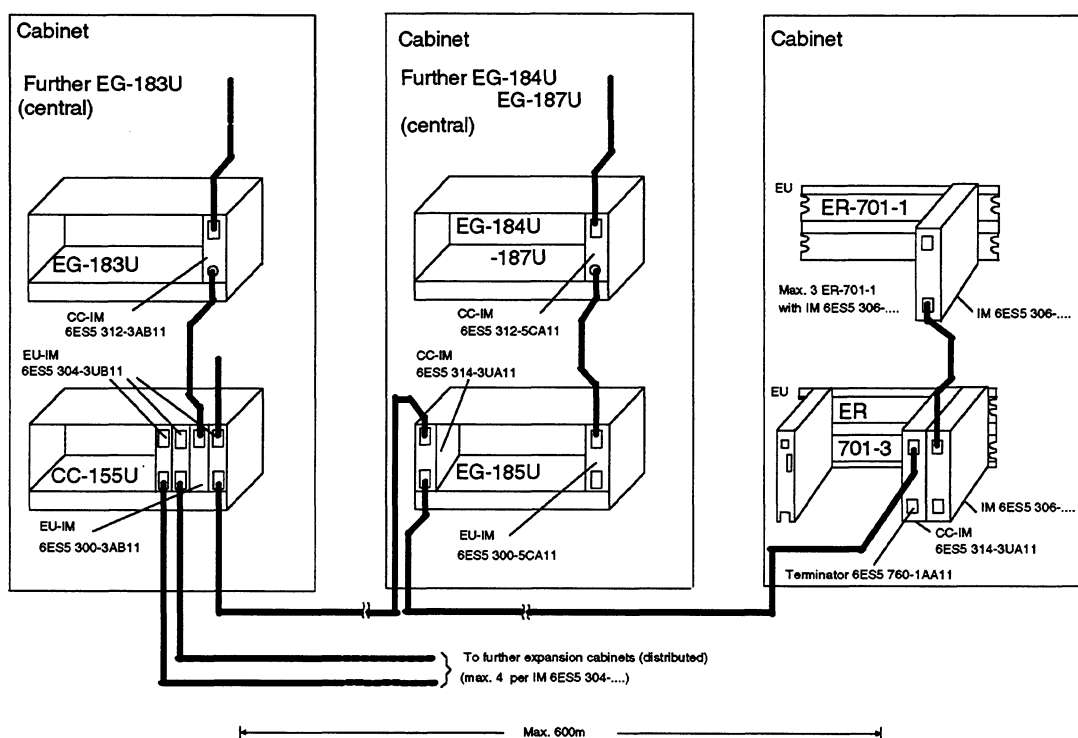 Cabinet
Further EG-183U
(central)
EG-183U
CC-IM
6ES5 312-3AB11
EU-IM
6ES5 304-3UB11
CC-155U
EU-IM
6ES5 300-3AB11
Cabinet
Further EG-184U
EG-187U
(central)
EG-184U
-187U
CC-IM
6ES5 312-5CA11
CC-IM
6ES5 314-3UA11
EG-185U
EU-IM
6ES5 300-5CA11
Cabinet
EU
ER-701-1
Max. 3 ER-701-1
with IM 6ES5 306-....
IM 6ES5 306-....
EU
ER
701-3
IM 6ES5 306-....
CC-IM
6ES5 314-3UA11
Terminator 6ES5 760-1AA11
To further expansion cabinets (distributed)
(max. 4 per IM 6ES5 304-....)
Max. 600m